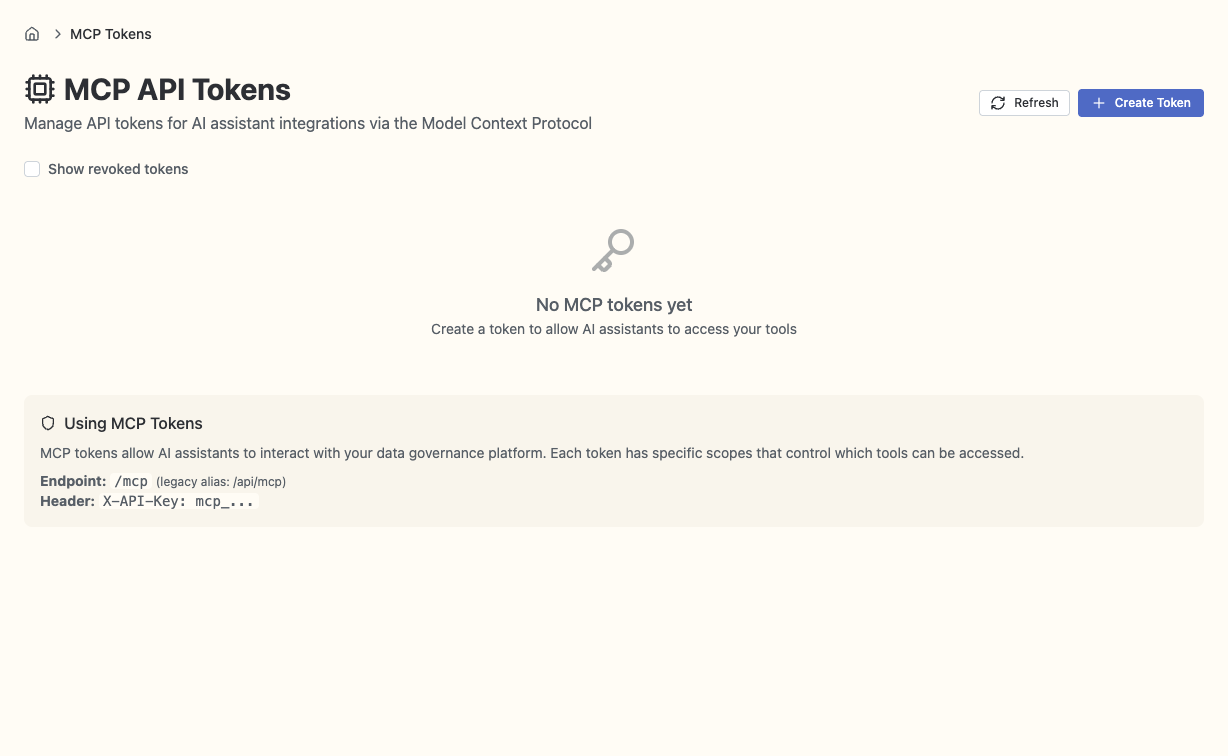 MCP Tokens
MCP API Tokens
Manage API tokens for AI assistant integrations via the Model Context Protocol
Refresh
Create Token
Show revoked tokens
No MCP tokens yet
Create a token to allow AI assistants to access your tools
Using MCP Tokens
MCP tokens allow AI assistants to interact with your data governance platform. Each token has specific scopes that control which tools can be accessed.
Endpoint: /mcp (legacy alias: /api/mcp)
Header: X-API-Key: mcp_...